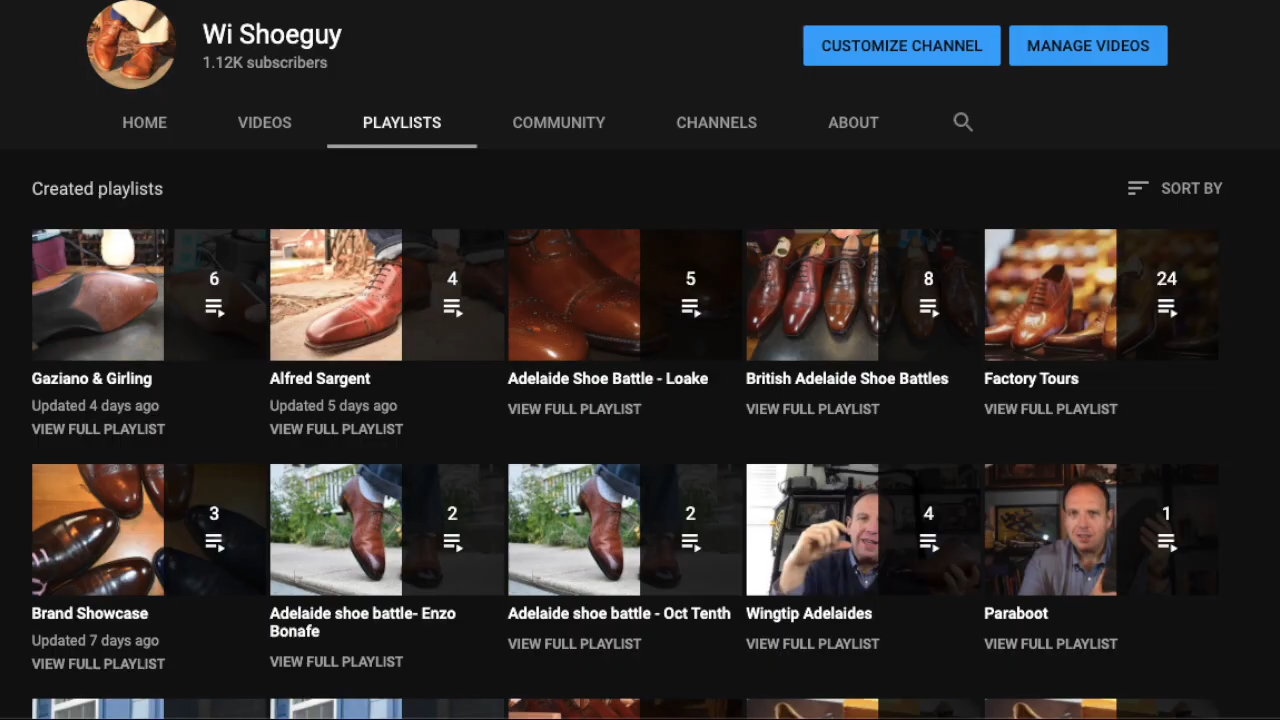 Wi Shoeguy
1.12K subscribers
CUSTOMIZE CHANNEL
MANAGE VIDEOS
HOME
VIDEOS
PLAYLISTS
COMMUNITY
CHANNELS
ABOUT
Created playlists
SORT BY
6
4
5
8
24
Gaziano & Girling
Updated 4 days ago
VIEW FULL PLAYLIST
Alfred Sargent
Updated 5 days ago
VIEW FULL PLAYLIST
Adelaide Shoe Battle - Loake
VIEW FULL PLAYLIST
British Adelaide Shoe Battles
VIEW FULL PLAYLIST
Factory Tours
VIEW FULL PLAYLIST
3
2
2
4
1
Brand Showcase
Updated 7 days ago
VIEW FULL PLAYLIST
Adelaide shoe battle- Enzo
Bonafe
VIEW FULL PLAYLIST
Adelaide shoe battle - Oct Tenth
VIEW FULL PLAYLIST
Wingtip Adelaides
VIEW FULL PLAYLIST
Paraboot
VIEW FULL PLAYLIST